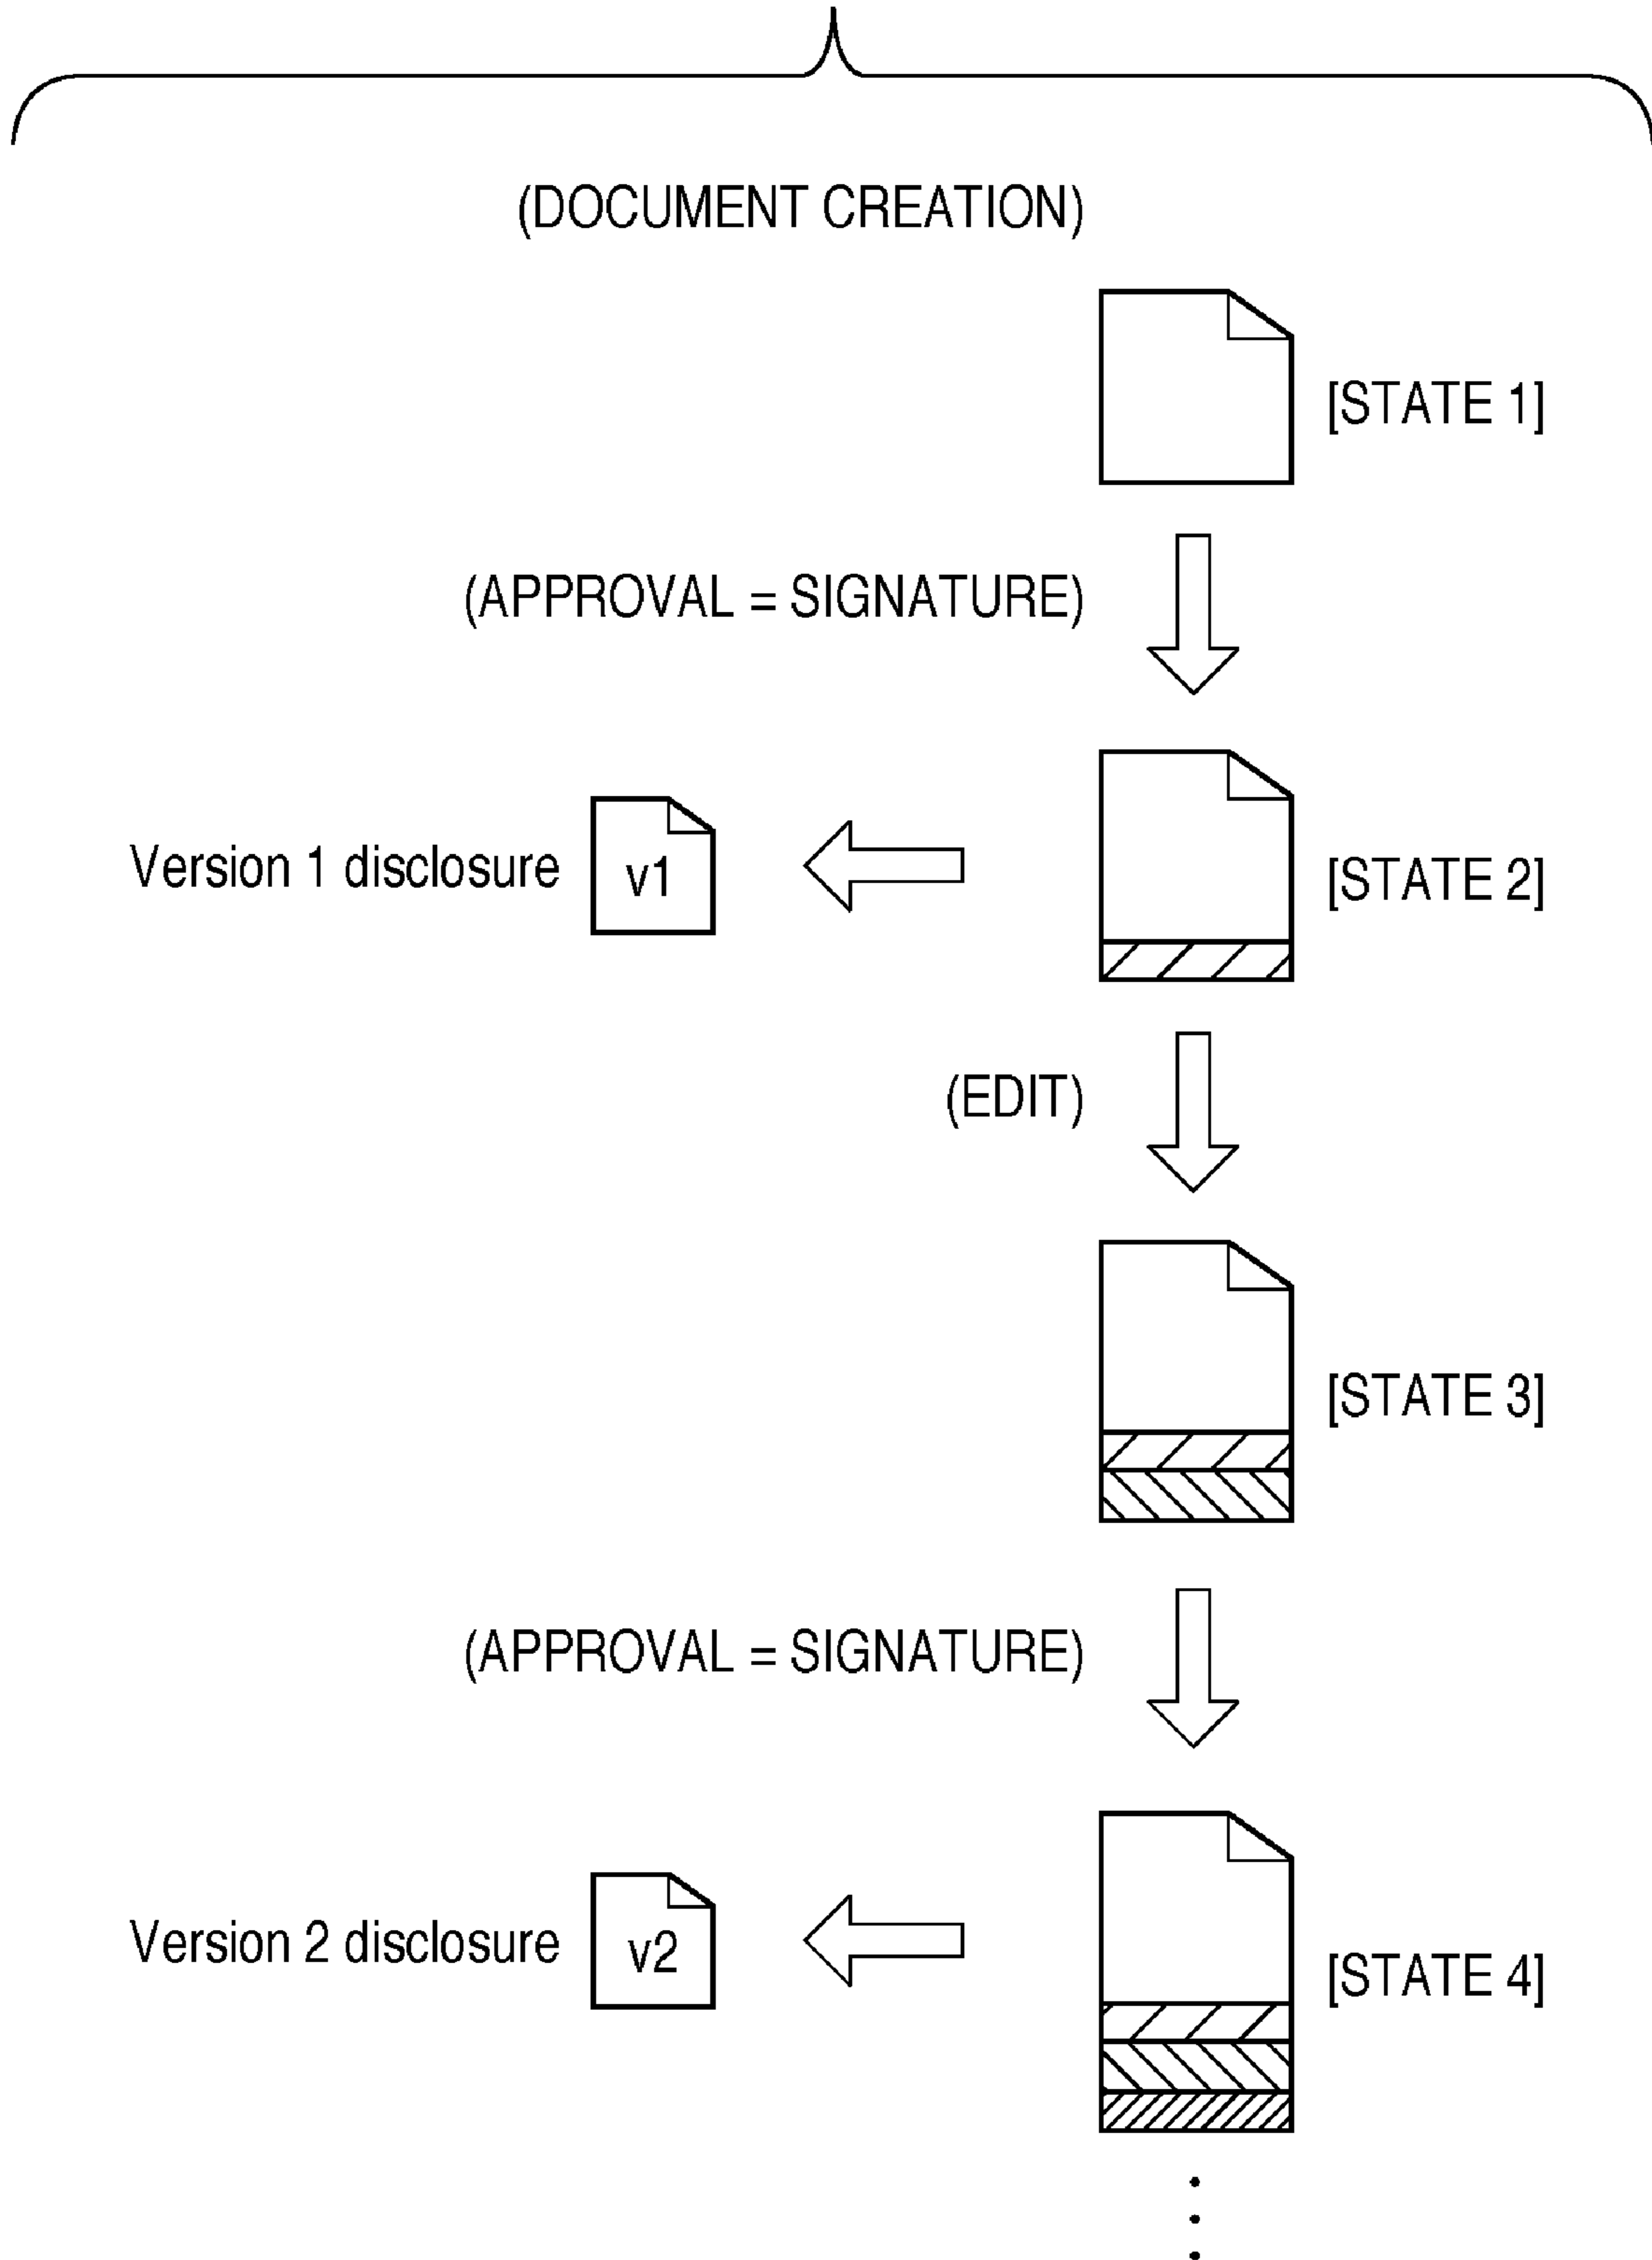 (DOCUMENT CREATION)
[STATE 1]
(APPROVAL = SIGNATURE)
Version 1 disclosure
v1
[STATE 2]
(EDIT)
[STATE 3]
(APPROVAL = SIGNATURE)
Version 2 disclosure
v2
[STATE 4]